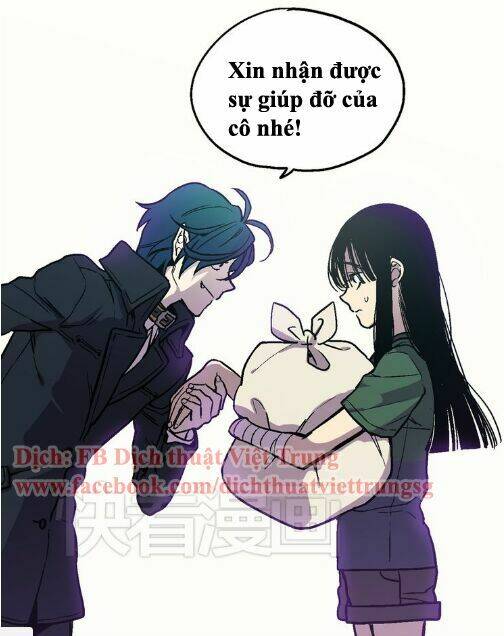 Xin nhận được
sự giúp đỡ của
cô nhé!
Dịch: FB Dich thuật Việt Trung
www.facebook.com/dichthuatviettrungsg
快看漫画